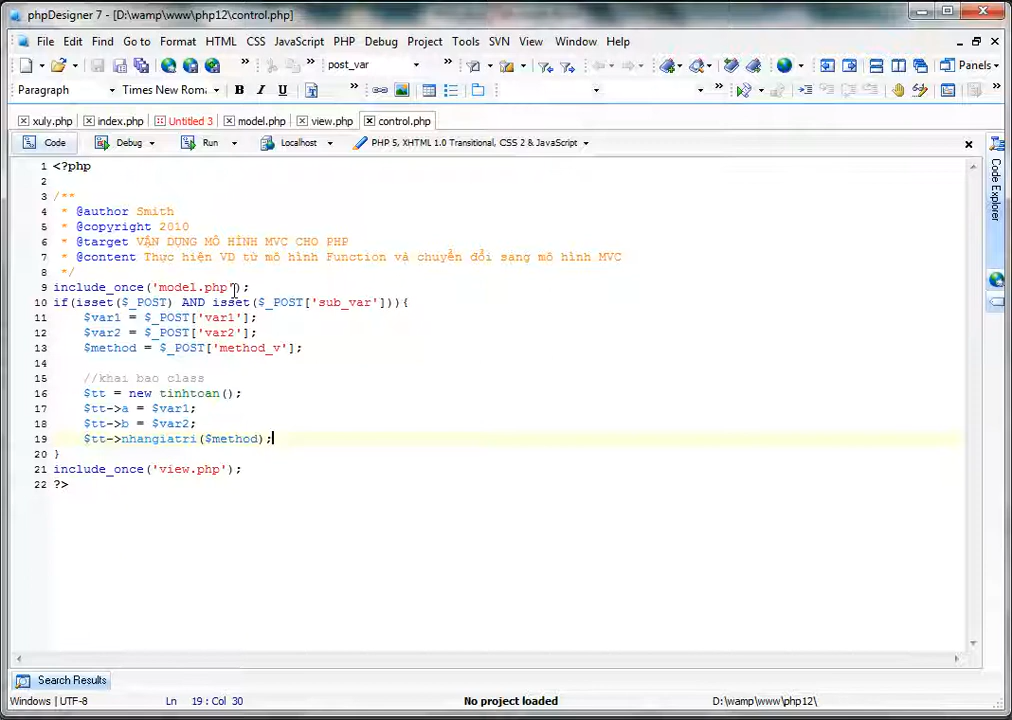 phpDesigner 7 - [D:\wamp\www\php12\control.php]
File Edit Find Go to Format HTML CSS JavaScript PHP Debug Project Tools SVN View Window Help
post_var Panels
Paragraph Times New Roma B I U
xuly.php index.php Untitled 3 model.php view.php control.php
Code Debug Run Localhost PHP 5, XHTML 1.0 Transitional, CSS 2 & JavaScript
Code Explorer
1 <?php
2
3 /**
4 * @author Smith
5 * @copyright 2010
6 * @target VẬN DỤNG MÔ HÌNH MVC CHO PHP
7 * @content Thực hiện VD từ mô hình Function và chuyển đổi sang mô hình MVC
8 */
9 include_once('model.php');
10 if(isset($_POST) AND isset($_POST['sub_var'])){
11 $var1 = $_POST['var1'];
12 $var2 = $_POST['var2'];
13 $method = $_POST['method_v'];
14
15 //khai bao class
16 $tt = new tinhtoan();
17 $tt->a = $var1;
18 $tt->b = $var2;
19 $tt->nhangiatri($method);
20 }
21 include_once('view.php');
22 ?>
Search Results
Windows | UTF-8 Ln 19 : Col 30 No project loaded D:\wamp\www\php12\